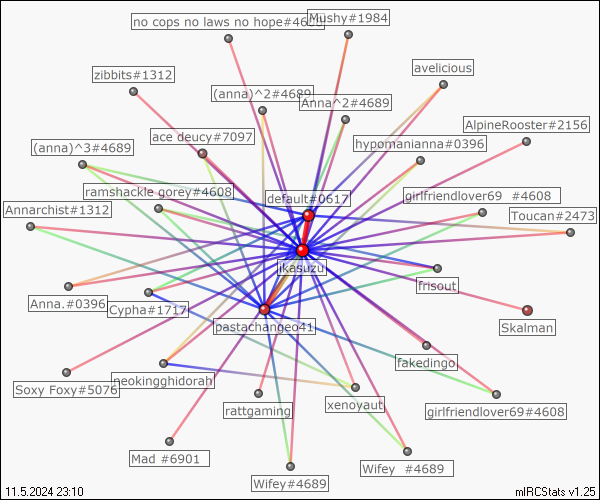 no cops no laws no hope#4689
Mushy#1984
avelicious
zibbits#1312
(anna)^2#4689
Anna^2#4689
AlpineRooster#2156
ace deucy#7097
hypomanianna#0396
(anna)^3#4689
ramshackle gorey#4608
default#0617
girlfriendlover69 #4608
Annarchist#1312
Toucan#2473
ikasuzu
frisout
Anna.#0396
Cypha#1717
pastachangeo41
Skalman
fakedingo
Soxy Foxy#5076
neokingghidorah
rattgaming
xenoyaut
girlfriendlover69#4608
Mad #6901
Wifey #4689
Wifey#4689
11.5.2024 23:10
mIRCStats v1.25